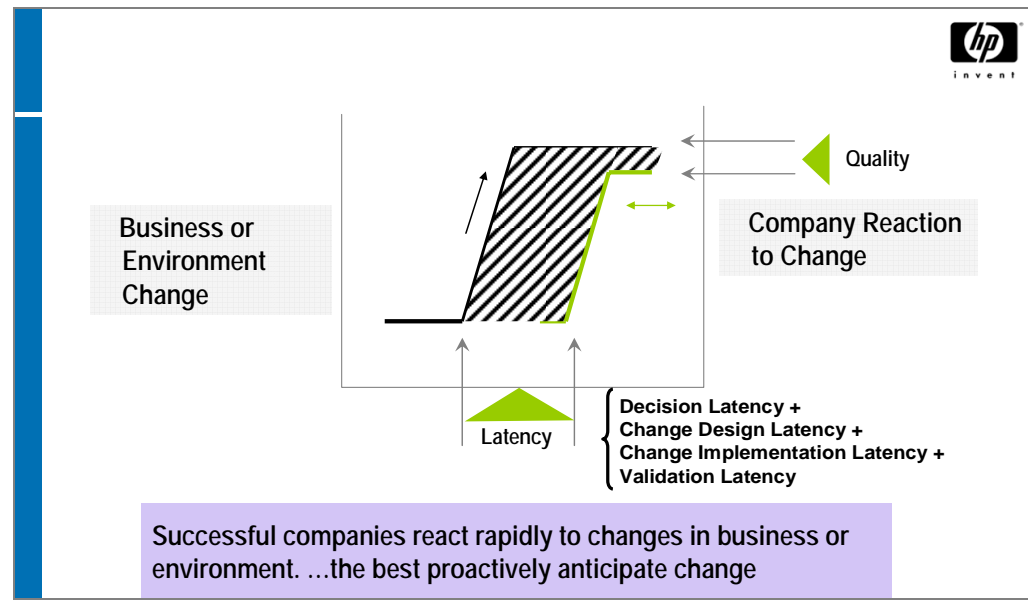 hp
invent
Quality
Business or
Environment
Change
Company Reaction
to Change
Latency
Decision Latency +
Change Design Latency +
Change Implementation Latency +
Validation Latency
Successful companies react rapidly to changes in business or
environment. ...the best proactively anticipate change